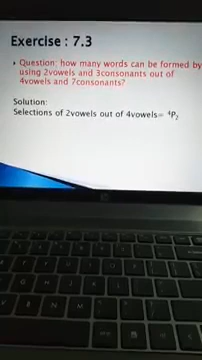 Exercise : 7.3
Question: how many words can be formed by
using 2vowels and 3consonants out of
4vowels and 7consonants?
Solution:
Selections of 2vowels out of 4vowels= ⁴P₂